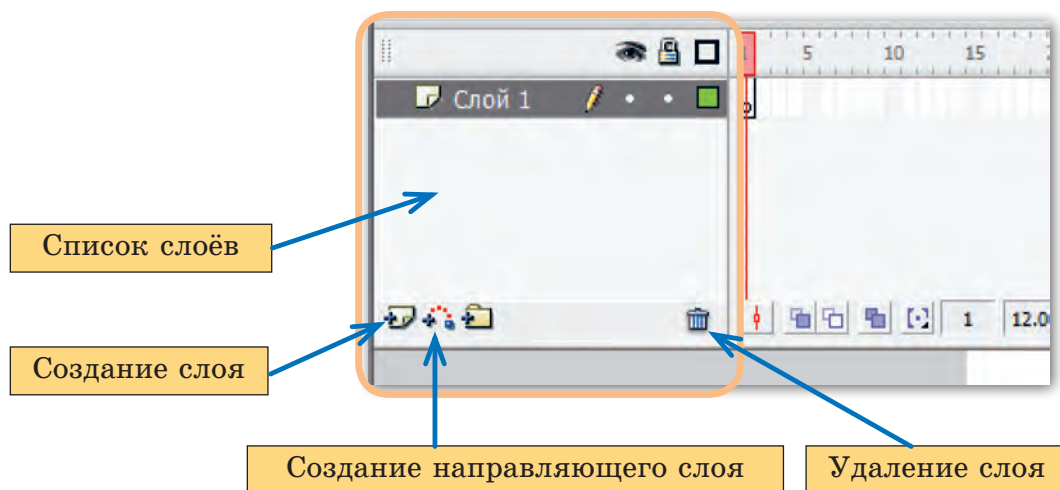 5 10 15
Слой 1
Список слоёв
1 12.0
Создание слоя
Создание направляющего слоя
Удаление слоя